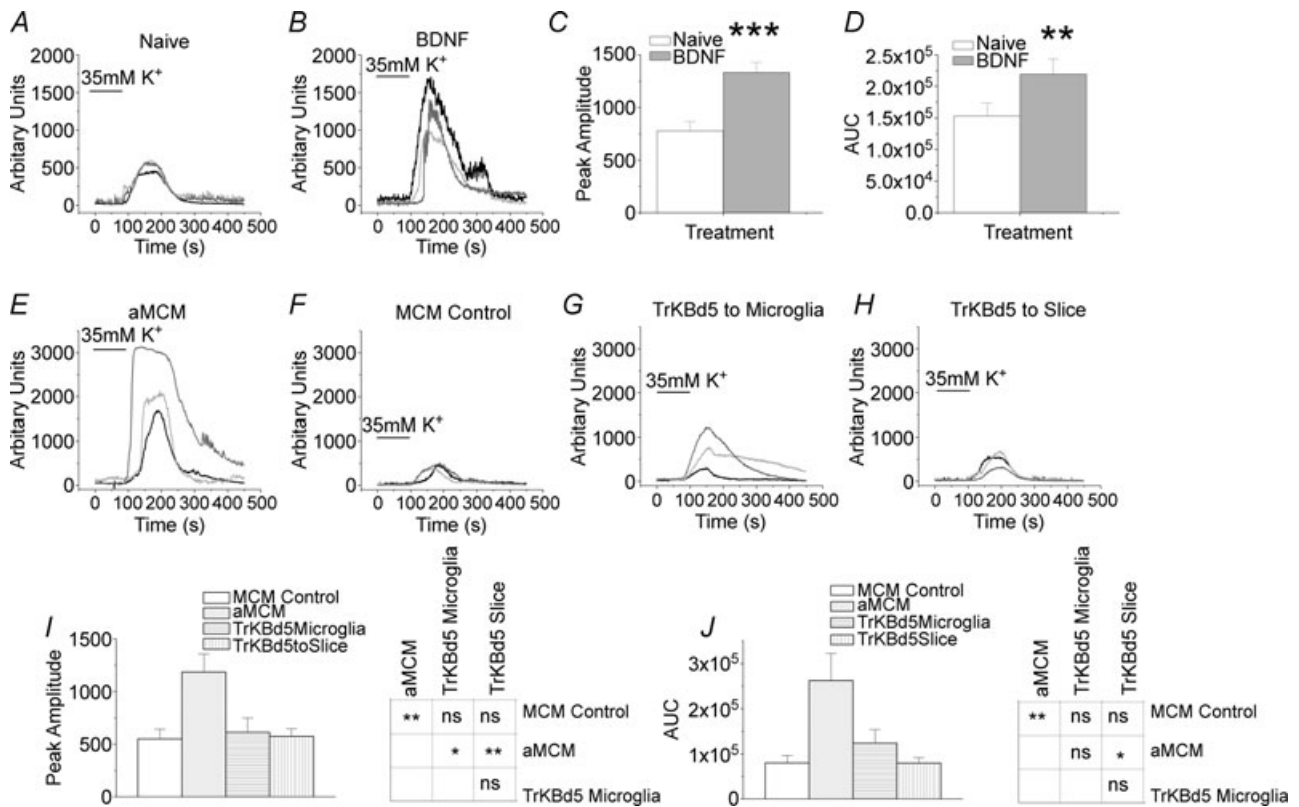 A
Naive
35mM K+
Arbitary Units
2000
1500
1000
500
0
0 100 200 300 400 500
Time (s)
B
BDNF
35mM K+
Arbitary Units
2000
1500
1000
500
0
0 100 200 300 400 500
Time (s)
C
Naive
BDNF
***
Peak Amplitude
1500
1000
500
0
Treatment
D
Naive
BDNF
**
AUC
2.5x10^5
2.0x10^5
1.5x10^5
1.0x10^5
5.0x10^4
0.0
Treatment
E
aMCM
35mM K+
Arbitary Units
3000
2000
1000
0
0 100 200 300 400 500
Time (s)
F
MCM Control
35mM K+
Arbitary Units
3000
2000
1000
0
0 100 200 300 400 500
Time (s)
G
TrKBd5 to Microglia
35mM K+
Arbitary Units
3000
2000
1000
0
0 100 200 300 400 500
Time (s)
H
TrKBd5 to Slice
35mM K+
Arbitary Units
3000
2000
1000
0
0 100 200 300 400 500
Time (s)
I
MCM Control
aMCM
TrKBd5Microglia
TrKBd5toSlice
Peak Amplitude
1500
1000
500
0
aMCM
TrKBd5 Microglia
TrKBd5 Slice
** ns ns MCM Control
* ** aMCM
ns TrKBd5 Microglia
J
MCM Control
aMCM
TrKBd5Microglia
TrKBd5Slice
AUC
3x10^5
2x10^5
1x10^5
0
aMCM
TrKBd5 Microglia
TrKBd5 Slice
** ns ns MCM Control
ns * aMCM
ns TrKBd5 Microglia